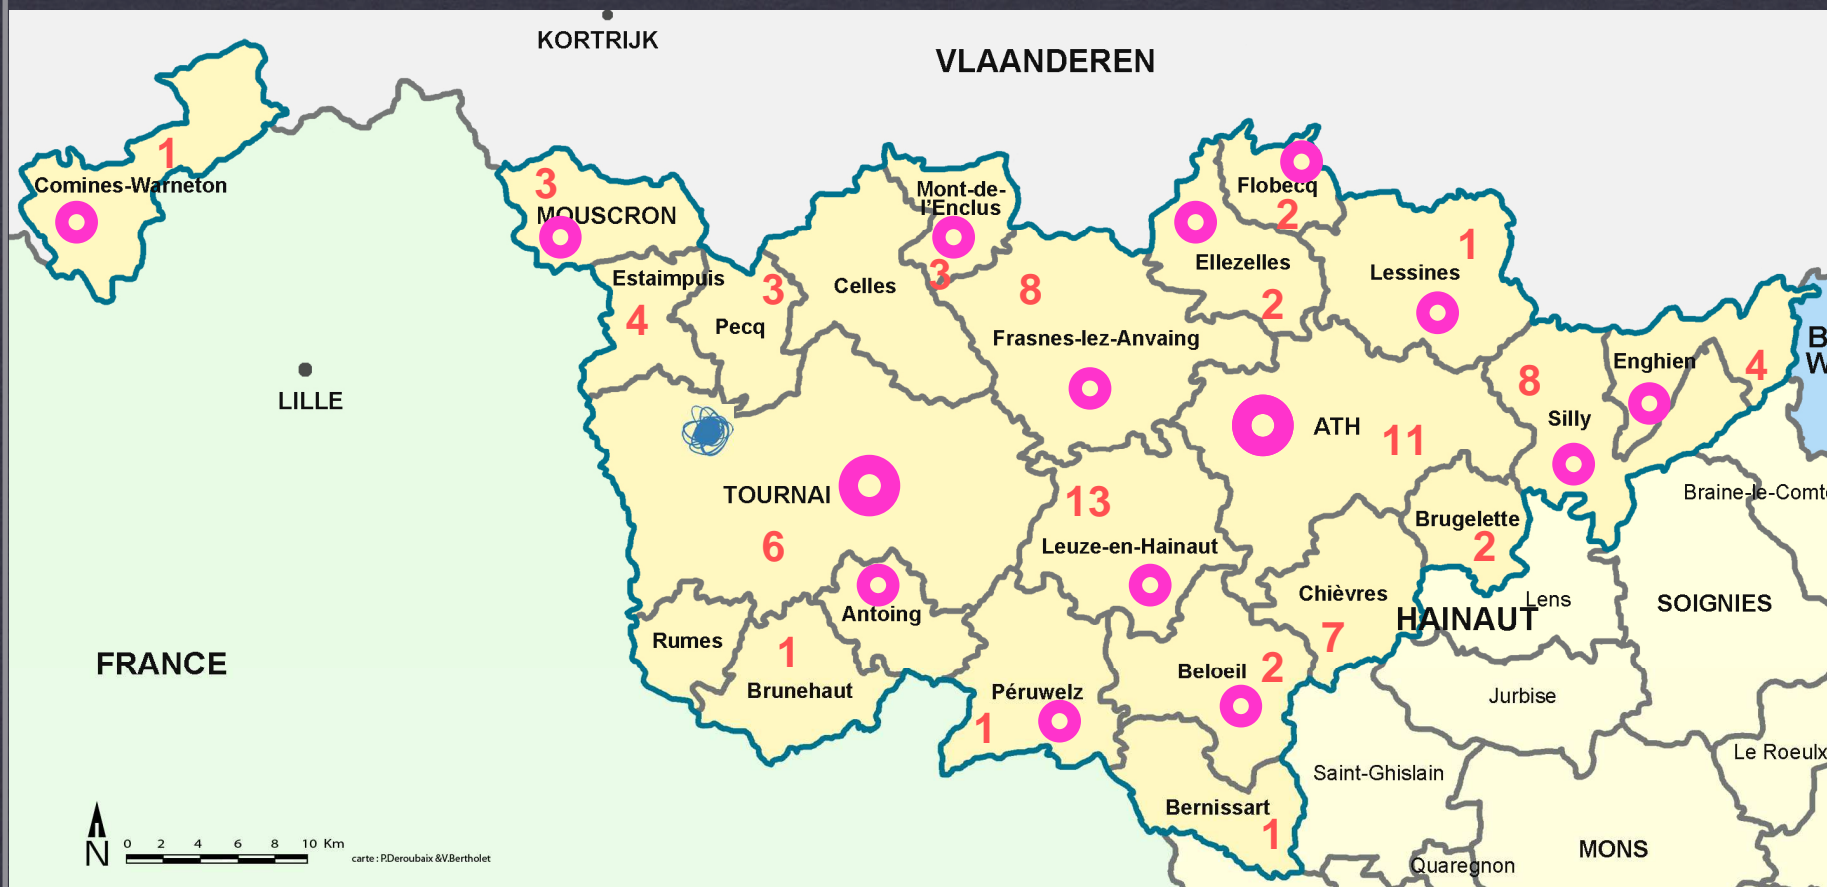 KORTRIJK
VLAANDEREN
1
Comines-Warneton
3
MOUSCRON
Mont-de-
l'Enclus
Flobecq
2
1
Estaimpuis
3
Celles
3
8
Ellezelles
Lessines
4
Pecq
2
Frasnes-lez-Anvaing
B
W
LILLE
8
Enghien
4
Silly
ATH
11
TOURNAI
13
Braine-le-Comt
Brugelette
6
Leuze-en-Hainaut
2
Antoing
Chièvres
Lens
SOIGNIES
HAINAUT
Rumes
1
7
FRANCE
Beloeil
2
Brunehaut
Péruwelz
Jurbise
1
Saint-Ghislain
Le Roeulx
Bernissart
1
MONS
N
0 2 4 6 8 10 Km
carte : P.Deroubaix &V.Bertholet
Quaregnon